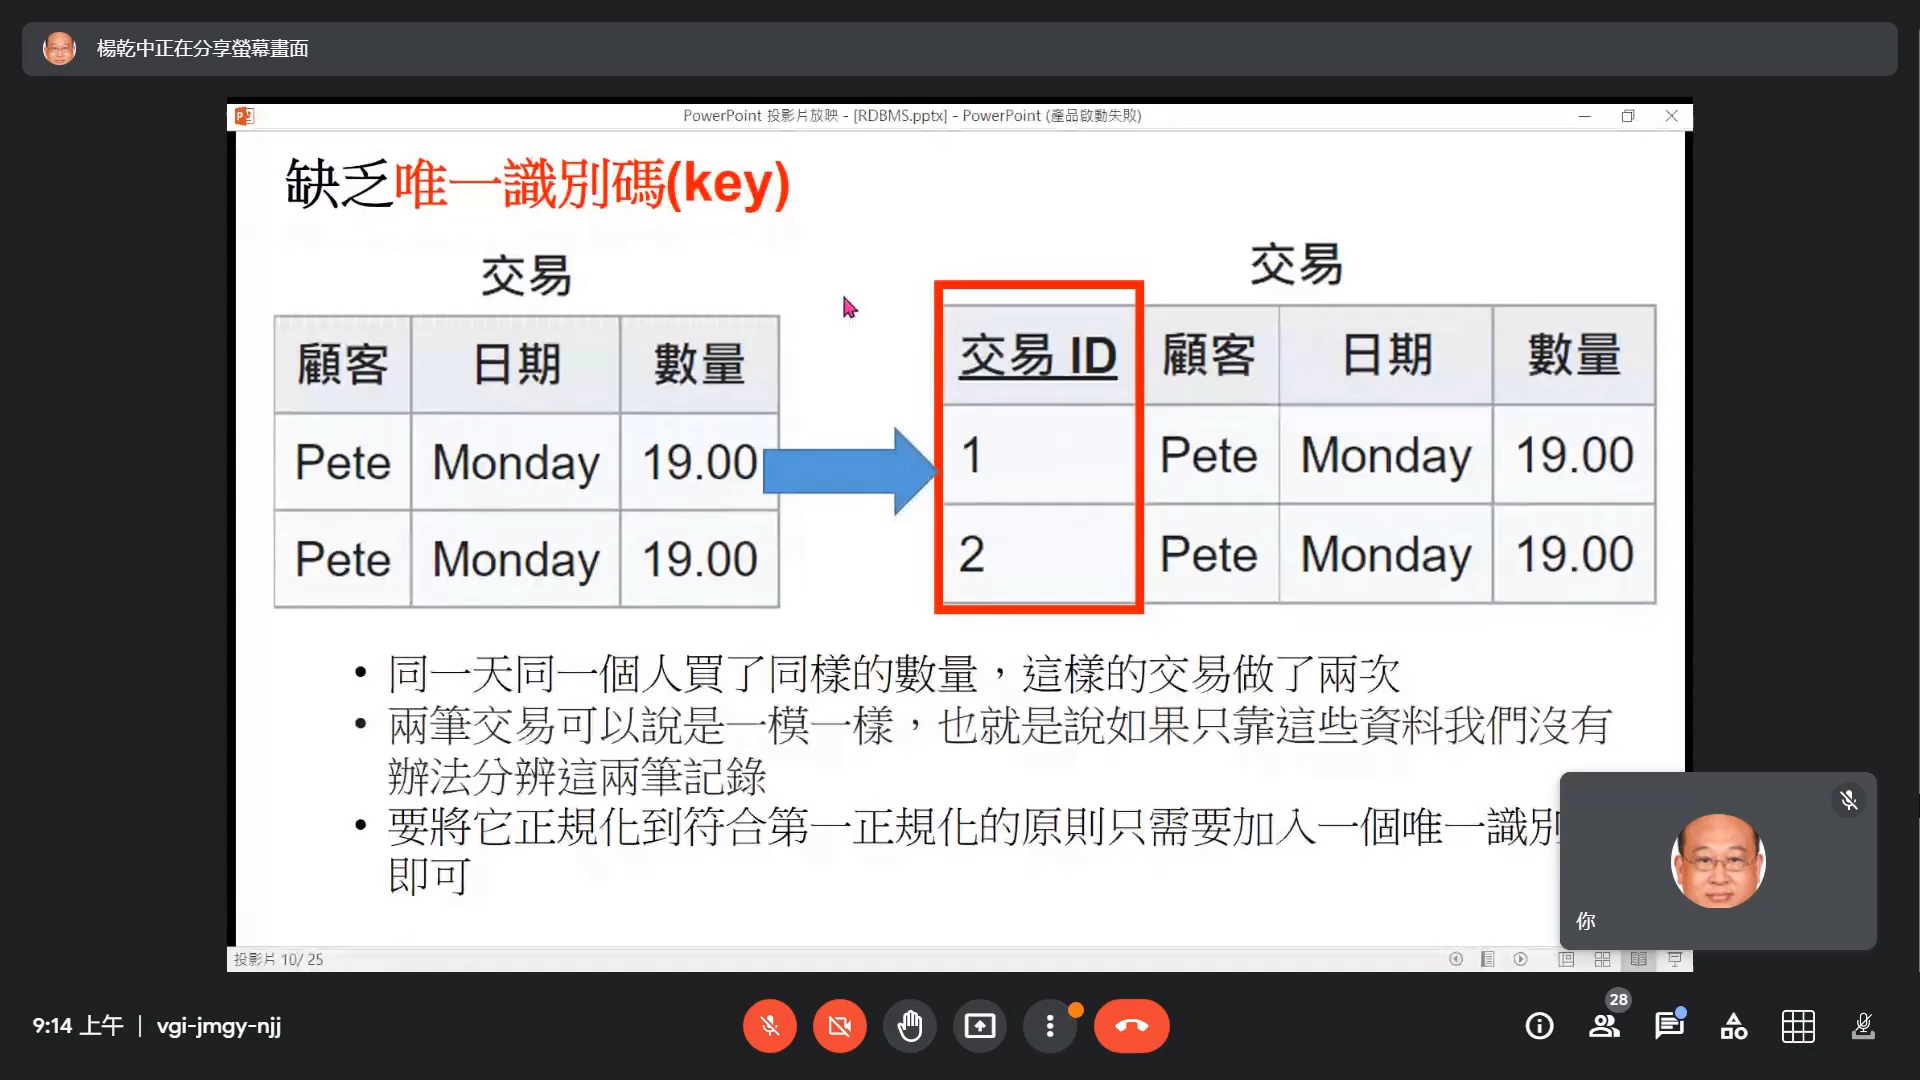 楊乾中正在分享螢幕畫面
PowerPoint 投影片放映 - [RDBMS.pptx] - PowerPoint (產品啟動失敗)
缺乏唯一識別碼(key)
交易
顧客 日期 數量
Pete Monday 19.00
Pete Monday 19.00
交易
交易 ID 顧客 日期 數量
1 Pete Monday 19.00
2 Pete Monday 19.00
• 同一天同一個人買了同樣的數量，這樣的交易做了兩次
• 兩筆交易可以說是一模一樣，也就是說如果只靠這些資料我們沒有
辦法分辨這兩筆記錄
• 要將它正規化到符合第一正規化的原則只需要加入一個唯一識別
即可
你
投影片 10/ 25
9:14 上午 | vgi-jmgy-njj
28